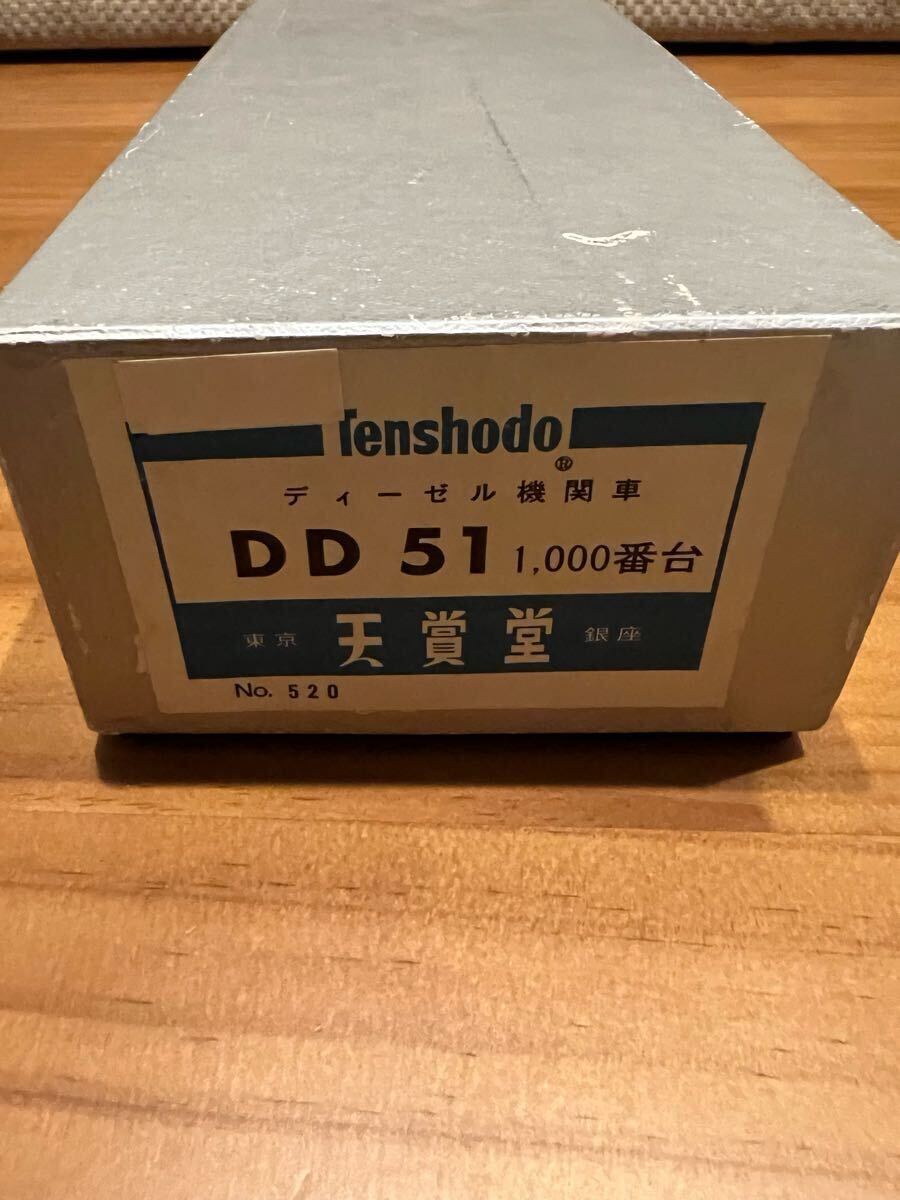 Tenshodo®
ディーゼル機関車
DD 51 1,000番台
東京 天賞堂 銀座
No. 520